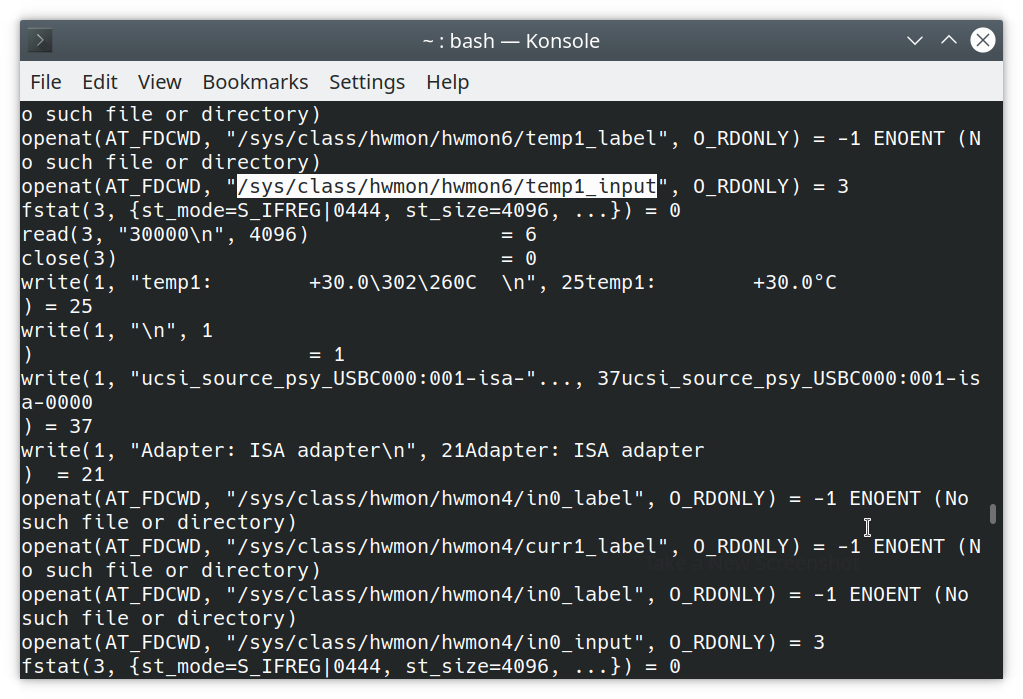 ~ : bash — Konsole
File Edit View Bookmarks Settings Help
o such file or directory)
openat(AT_FDCWD, "/sys/class/hwmon/hwmon6/temp1_label", O_RDONLY) = -1 ENOENT (N
o such file or directory)
openat(AT_FDCWD, "/sys/class/hwmon/hwmon6/temp1_input", O_RDONLY) = 3
fstat(3, {st_mode=S_IFREG|0444, st_size=4096, ...}) = 0
read(3, "30000\n", 4096)                = 6
close(3)                                = 0
write(1, "temp1:        +30.0\302\260C  \n", 25temp1:        +30.0°C
) = 25
write(1, "\n", 1
)                       = 1
write(1, "ucsi_source_psy_USBC000:001-isa-"..., 37ucsi_source_psy_USBC000:001-is
a-0000
) = 37
write(1, "Adapter: ISA adapter\n", 21Adapter: ISA adapter
)  = 21
openat(AT_FDCWD, "/sys/class/hwmon/hwmon4/in0_label", O_RDONLY) = -1 ENOENT (No
such file or directory)
openat(AT_FDCWD, "/sys/class/hwmon/hwmon4/curr1_label", O_RDONLY) = -1 ENOENT (N
o such file or directory)
openat(AT_FDCWD, "/sys/class/hwmon/hwmon4/in0_label", O_RDONLY) = -1 ENOENT (No
such file or directory)
openat(AT_FDCWD, "/sys/class/hwmon/hwmon4/in0_input", O_RDONLY) = 3
fstat(3, {st_mode=S_IFREG|0444, st_size=4096, ...}) = 0